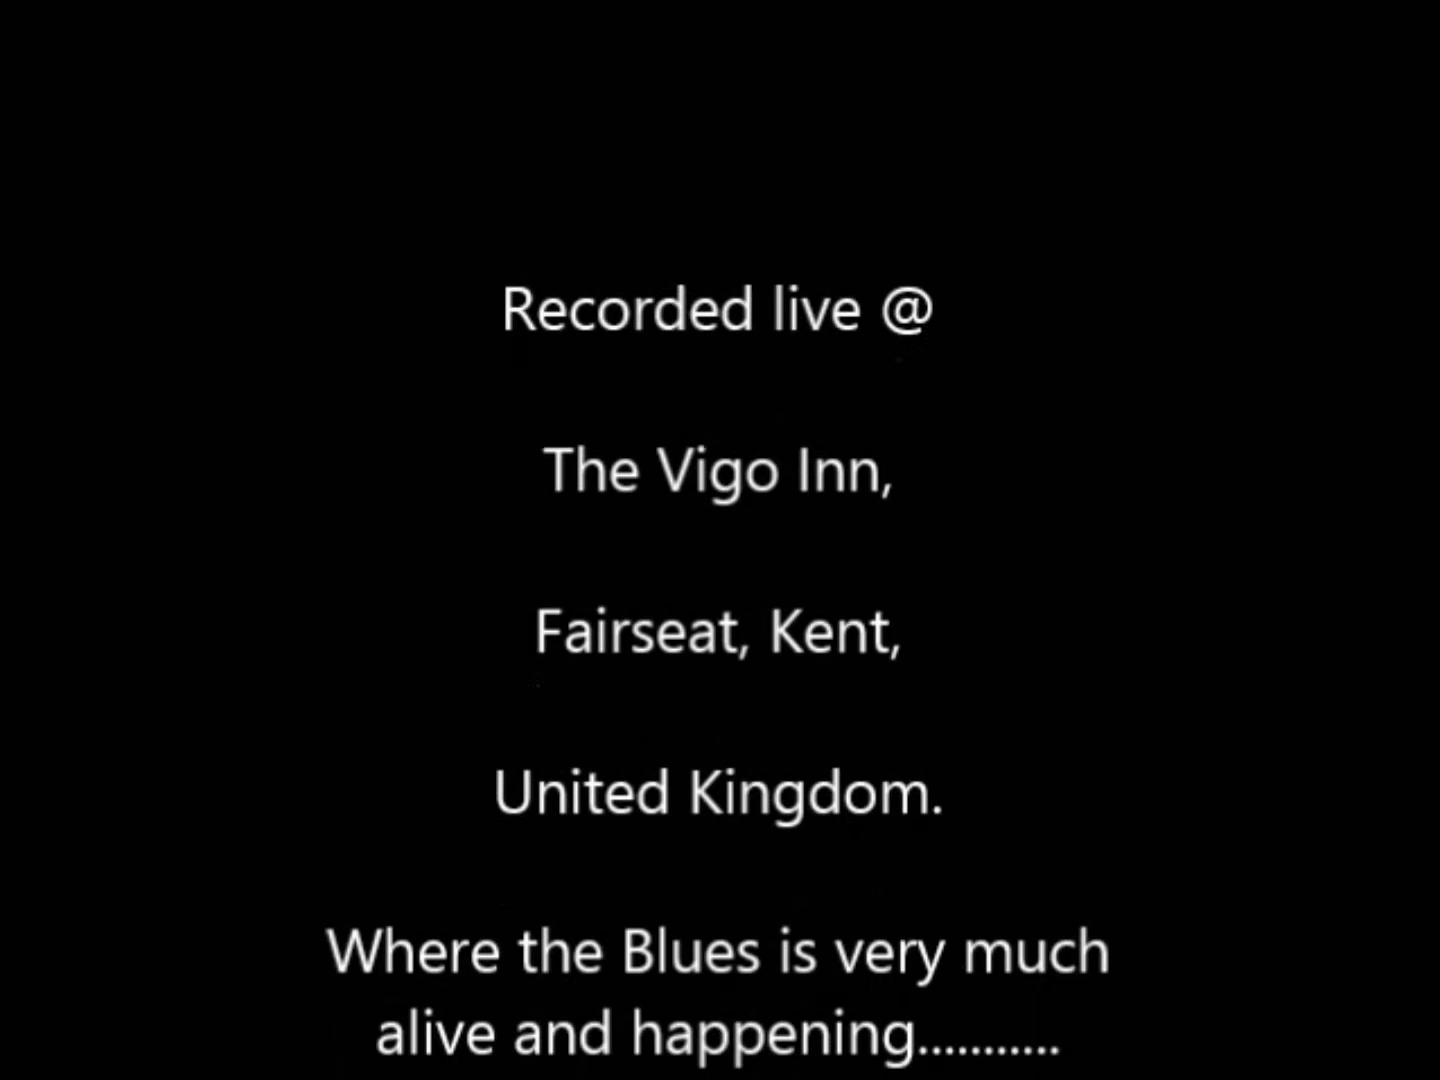 Recorded live @
The Vigo Inn,
Fairseat, Kent,
United Kingdom.
Where the Blues is very much
alive and happening...........